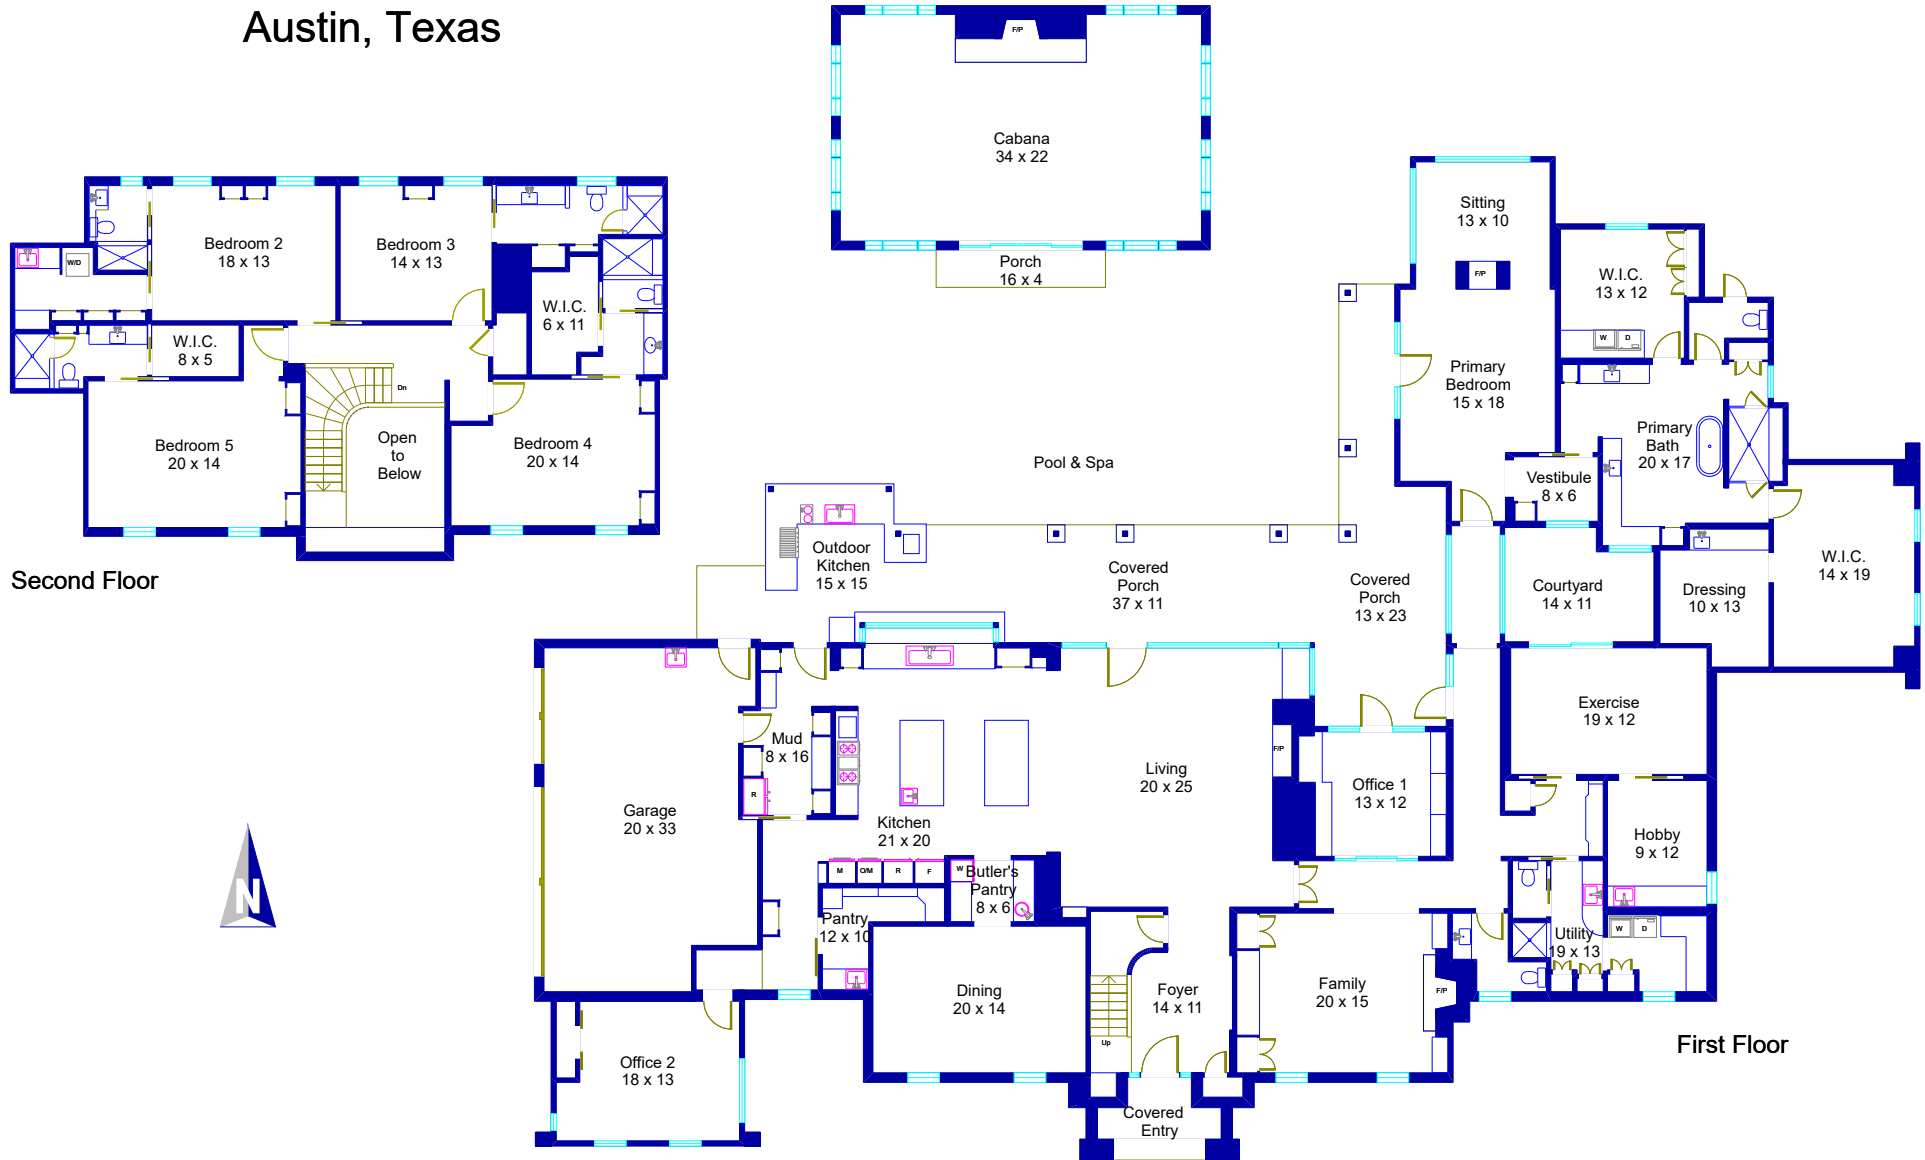 Austin, Texas
F/P
Cabana
34 x 22
Porch
16 x 4
Bedroom 2
18 x 13
Bedroom 3
14 x 13
W/D
W.I.C.
6 x 11
W.I.C.
8 x 5
Dn
Bedroom 5
20 x 14
Open
to
Below
Bedroom 4
20 x 14
Second Floor
Sitting
13 x 10
F/P
W.I.C.
13 x 12
W
D
Primary
Bedroom
15 x 18
Primary
Bath
20 x 17
Vestibule
8 x 6
Pool & Spa
Outdoor
Kitchen
15 x 15
Covered
Porch
37 x 11
Covered
Porch
13 x 23
Courtyard
14 x 11
Dressing
10 x 13
W.I.C.
14 x 19
Exercise
19 x 12
Mud
8 x 16
R
Garage
20 x 33
Kitchen
21 x 20
Living
20 x 25
F/P
Office 1
13 x 12
Hobby
9 x 12
M
O/M
R
F
W
Butler's
Pantry
8 x 6
Pantry
12 x 10
Utility
19 x 13
W
D
Dining
20 x 14
Foyer
14 x 11
Up
Family
20 x 15
F/P
Office 2
18 x 13
Covered
Entry
First Floor
N